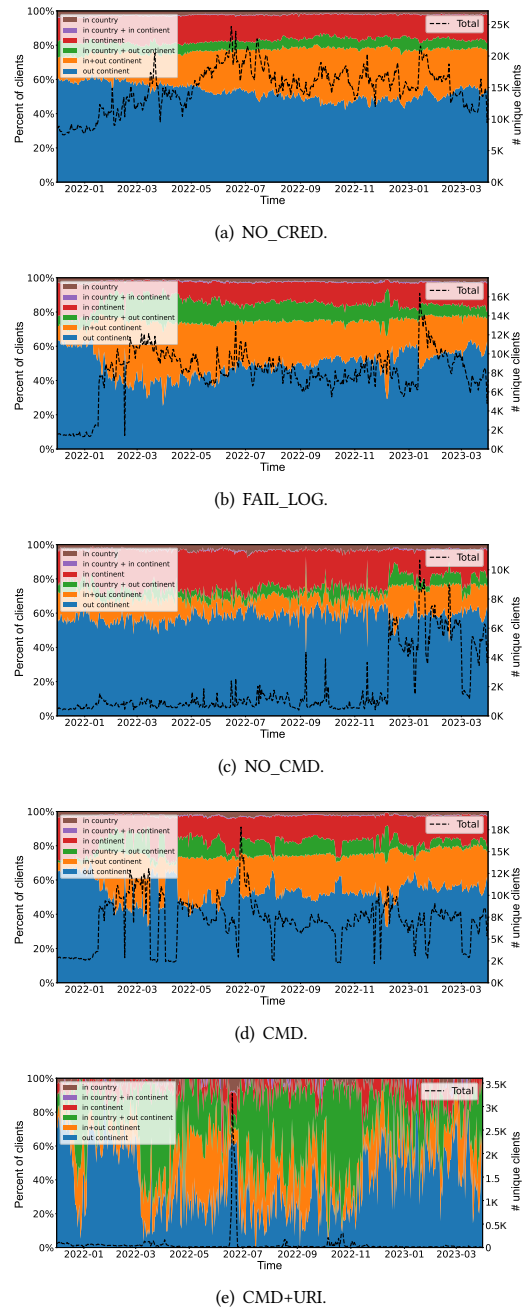 100%
80%
60%
40%
20%
0%
Percent of clients
in country
in country + in continent
in continent
in country + out continent
in+out continent
out continent
Total
25K
20K
15K
10K
5K
0K
# unique clients
2022-01 2022-03 2022-05 2022-07 2022-09 2022-11 2023-01 2023-03
Time
(a) NO_CRED.
100%
80%
60%
40%
20%
0%
Percent of clients
in country
in country + in continent
in continent
in country + out continent
in+out continent
out continent
Total
16K
14K
12K
10K
8K
6K
4K
2K
0K
# unique clients
2022-01 2022-03 2022-05 2022-07 2022-09 2022-11 2023-01 2023-03
Time
(b) FAIL_LOG.
100%
80%
60%
40%
20%
0%
Percent of clients
in country
in country + in continent
in continent
in country + out continent
in+out continent
out continent
Total
10K
8K
6K
4K
2K
0K
# unique clients
2022-01 2022-03 2022-05 2022-07 2022-09 2022-11 2023-01 2023-03
Time
(c) NO_CMD.
100%
80%
60%
40%
20%
0%
Percent of clients
in country
in country + in continent
in continent
in country + out continent
in+out continent
out continent
Total
18K
15K
12K
10K
8K
5K
2K
0K
# unique clients
2022-01 2022-03 2022-05 2022-07 2022-09 2022-11 2023-01 2023-03
Time
(d) CMD.
100%
80%
60%
40%
20%
0%
Percent of clients
in country
in country + in continent
in continent
in country + out continent
in+out continent
out continent
Total
3.5K
3K
2.5K
2K
1.5K
1K
0.5K
0
# unique clients
2022-01 2022-03 2022-05 2022-07 2022-09 2022-11 2023-01 2023-03
Time
(e) CMD+URI.